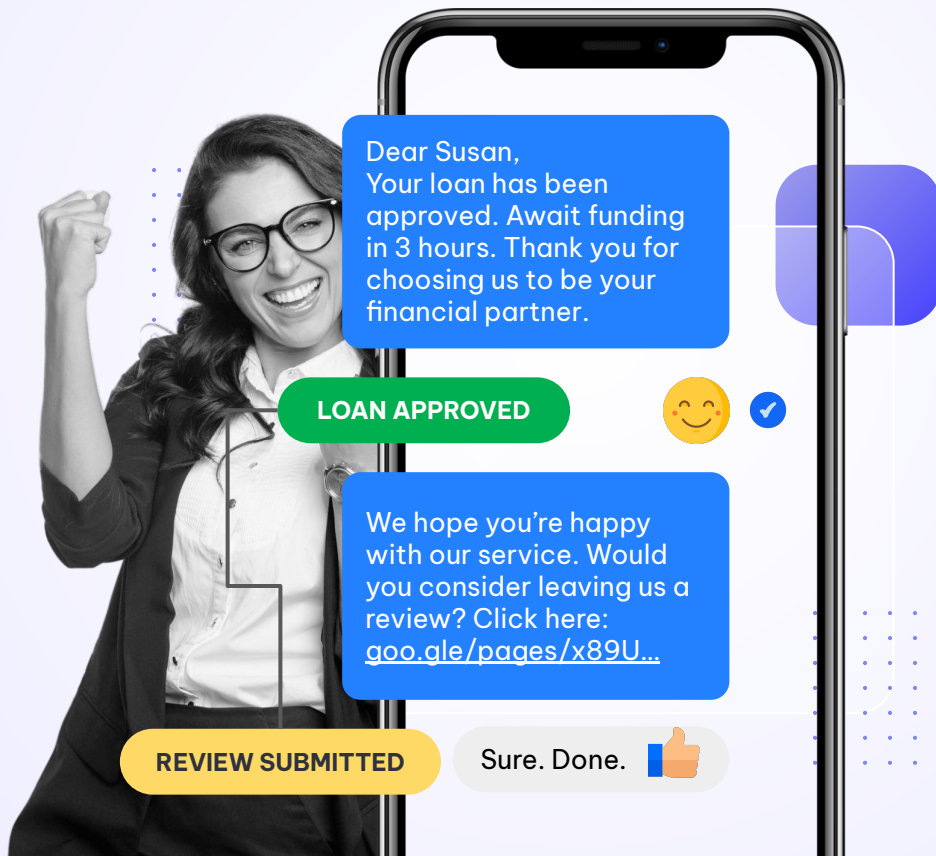 Dear Susan,
Your loan has been
approved. Await funding
in 3 hours. Thank you for
choosing us to be your
financial partner.
LOAN APPROVED
We hope you’re happy
with our service. Would
you consider leaving us a
review? Click here:
goo.gle/pages/x89U...
REVIEW SUBMITTED
Sure. Done.